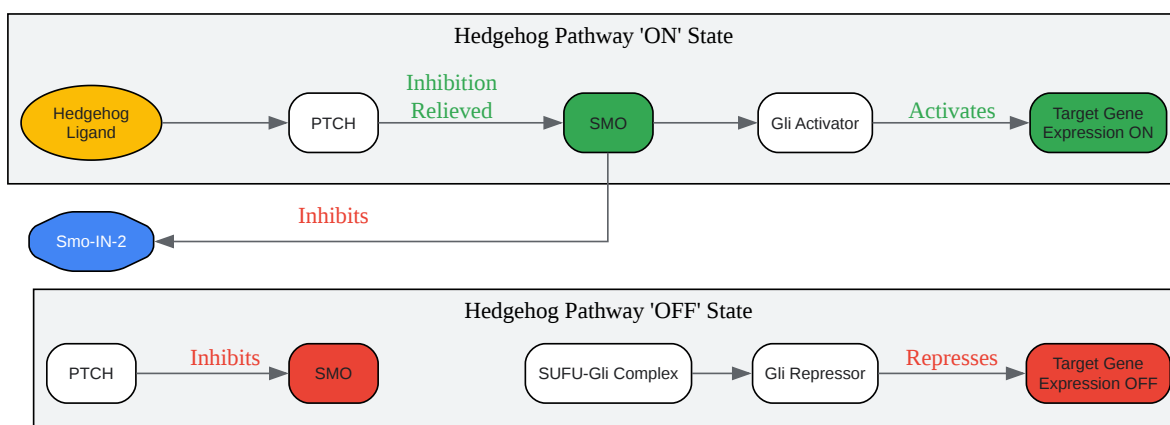 Hedgehog Pathway 'ON' State
Hedgehog
Ligand
PTCH
Inhibition
Relieved
SMO
Gli Activator
Activates
Target Gene
Expression ON
Inhibits
Smo-IN-2
Hedgehog Pathway 'OFF' State
PTCH
Inhibits
SMO
SUFU-Gli Complex
Gli Repressor
Represses
Target Gene
Expression OFF